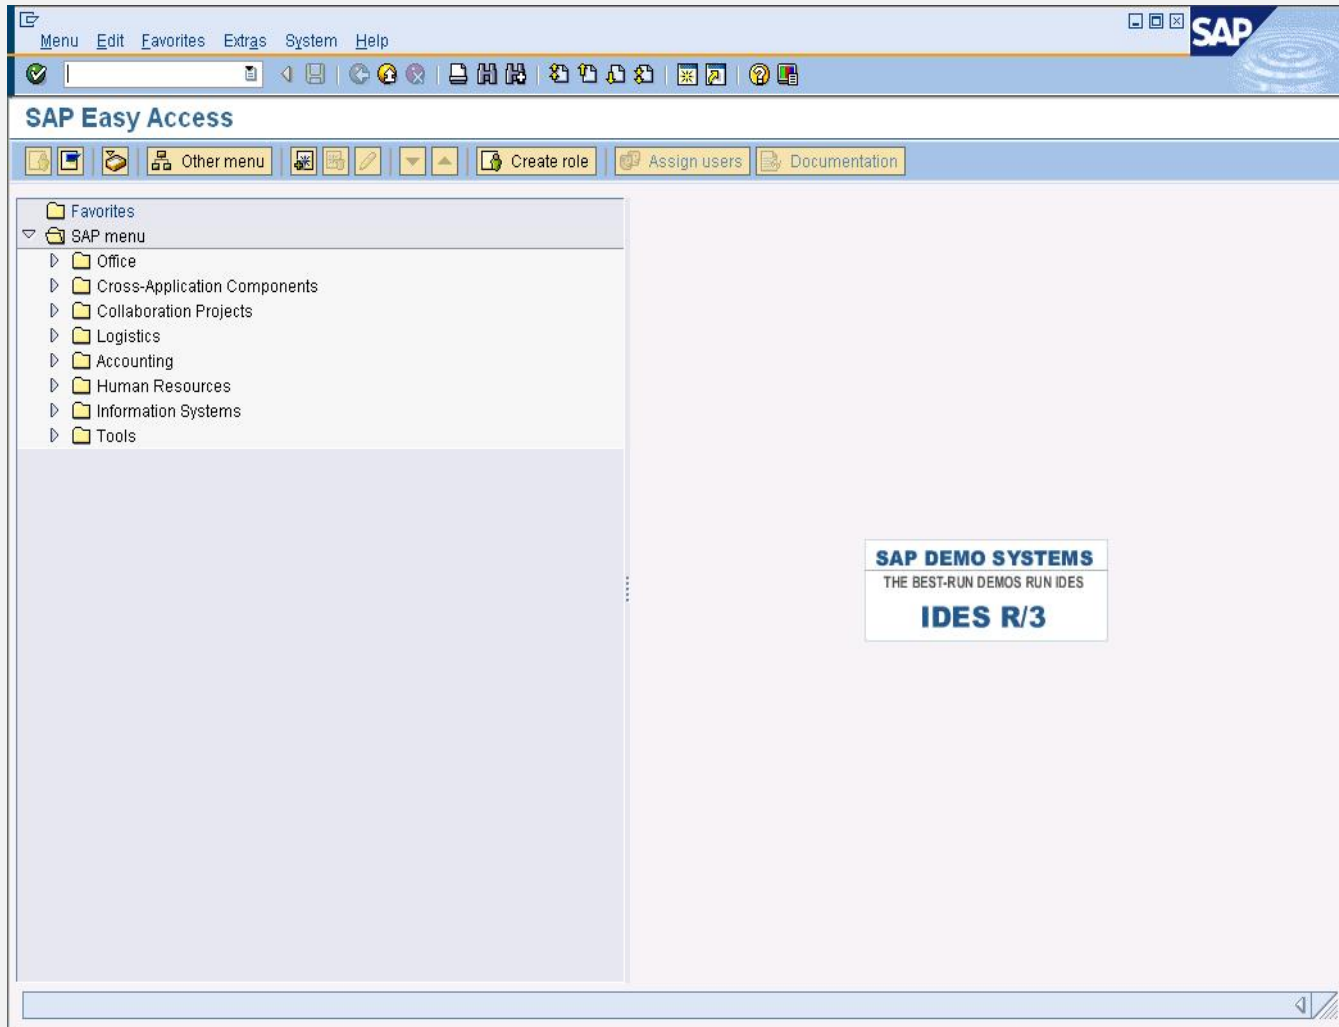 SAP
Menu Edit Favorites Extras System Help
SAP Easy Access
Other menu Create role Assign users Documentation
Favorites
SAP menu
Office
Cross-Application Components
Collaboration Projects
Logistics
Accounting
Human Resources
Information Systems
Tools
SAP DEMO SYSTEMS
THE BEST-RUN DEMOS RUN IDES
IDES R/3